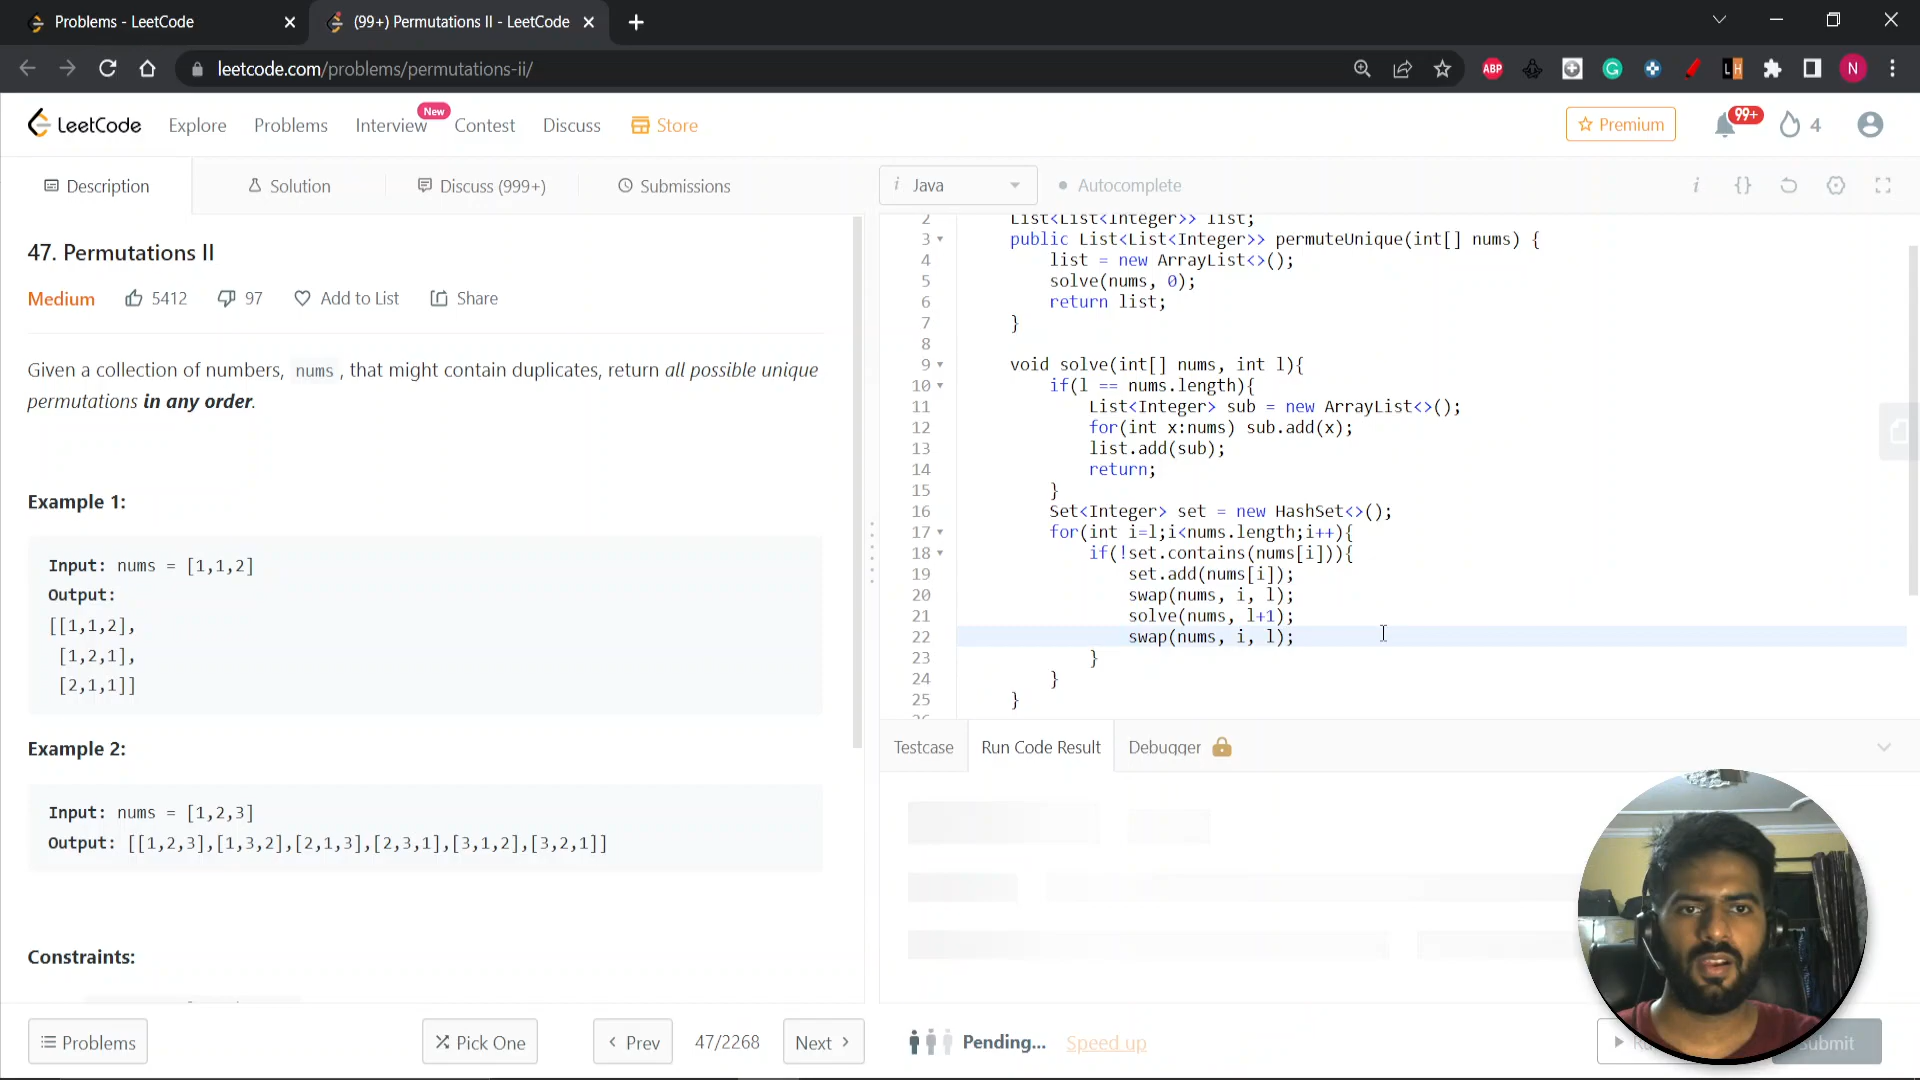 Problems - LeetCode
(99+) Permutations II - LeetCode
leetcode.com/problems/permutations-ii/
ABP
LH
N
LeetCode
Explore
Problems
Interview
New
Contest
Discuss
Store
Premium
99+
4
Description
Solution
Discuss (999+)
Submissions
i Java
Autocomplete
i {}
47. Permutations II
Medium
5412
97
Add to List
Share
Given a collection of numbers, nums , that might contain duplicates, return all possible unique
permutations in any order.
Example 1:
Input: nums = [1,1,2]
Output:
[[1,1,2],
[1,2,1],
[2,1,1]]
Example 2:
Input: nums = [1,2,3]
Output: [[1,2,3],[1,3,2],[2,1,3],[2,3,1],[3,1,2],[3,2,1]]
Constraints:
2 List<List<Integer>> list;
3 public List<List<Integer>> permuteUnique(int[] nums) {
4 list = new ArrayList<>();
5 solve(nums, 0);
6 return list;
7 }
8
9 void solve(int[] nums, int l){
10 if(l == nums.length){
11 List<Integer> sub = new ArrayList<>();
12 for(int x:nums) sub.add(x);
13 list.add(sub);
14 return;
15 }
16 Set<Integer> set = new HashSet<>();
17 for(int i=l;i<nums.length;i++){
18 if(!set.contains(nums[i])){
19 set.add(nums[i]);
20 swap(nums, i, l);
21 solve(nums, l+1);
22 swap(nums, i, l);
23 }
24 }
25 }
Testcase
Run Code Result
Debugger
Problems
Pick One
Prev
47/2268
Next
Pending...
Speed up
Submit